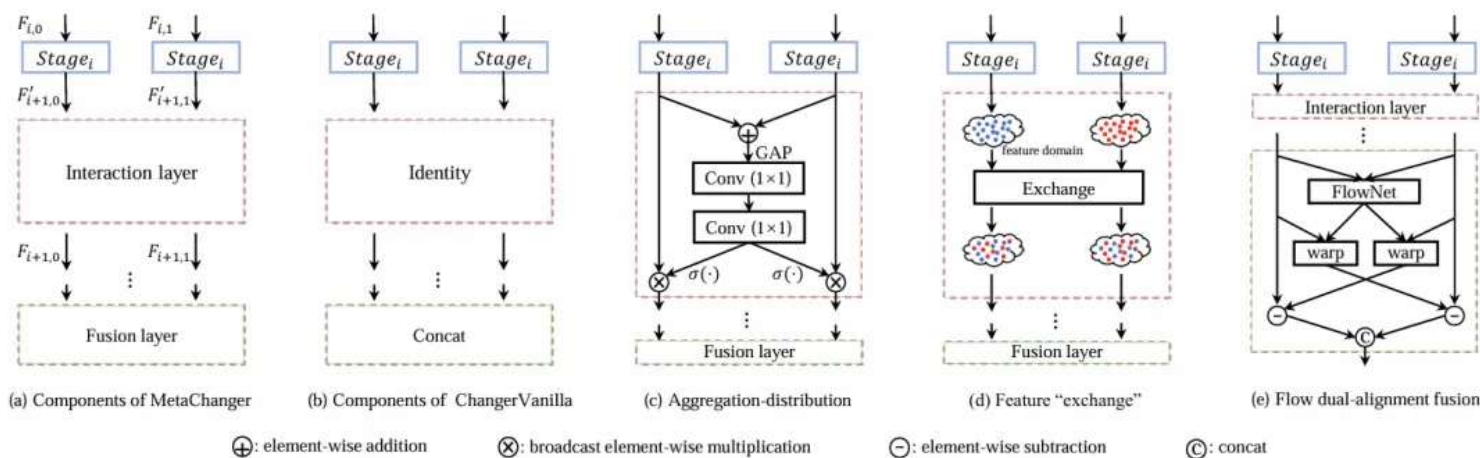 F_{i,0} F_{i,1}
Stage_i Stage_i Stage_i Stage_i Stage_i Stage_i Stage_i Stage_i Stage_i Stage_i
F'_{i+1,0} F'_{i+1,1}
Interaction layer
F_{i+1,0} F_{i+1,1}
⋮
Fusion layer
(a) Components of MetaChanger
Identity
⋮
Concat
(b) Components of ChangerVanilla
+
GAP
Conv (1×1)
Conv (1×1)
σ(·) σ(·)
× ×
⋮
Fusion layer
(c) Aggregation-distribution
feature domain
Exchange
⋮
Fusion layer
(d) Feature “exchange”
Interaction layer
⋮
FlowNet
warp warp
− −
C
(e) Flow dual-alignment fusion
+: element-wise addition ×: broadcast element-wise multiplication −: element-wise subtraction C: concat